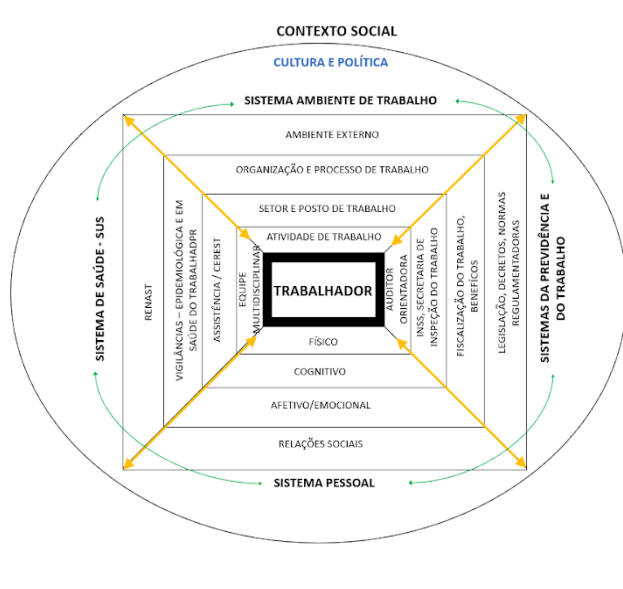 CONTEXTO SOCIAL
CULTURA E POLÍTICA
SISTEMA AMBIENTE DE TRABALHO
AMBIENTE EXTERNO
ORGANIZAÇÃO E PROCESSO DE TRABALHO
SETOR E POSTO DE TRABALHO
ATIVIDADE DE TRABALHO
SISTEMA DE SAÚDE - SUS
RENAST
VIGILÂNCIAS – EPIDEMIOLÓGICA E EM
SAÚDE DO TRABALHADPR
ASSISTÊNCIA / CEREST
EQUIPE
MULTIDISCIPLINAR
TRABALHADOR
AUDITOR
ORIENTADORA
INSS, SECRETARIA DE
INSPEÇÃO DO TRABALHO
FISCALIZAÇÃO DO TRABALHO,
BENEFÍCOS
LEGISLAÇÃO, DECRETOS, NORMAS
REGULAMENTADORAS
SISTEMAS DA PREVIDÊNCIA E
DO TRABALHO
FÍSICO
COGNITIVO
AFETIVO/EMOCIONAL
RELAÇÕES SOCIAIS
SISTEMA PESSOAL